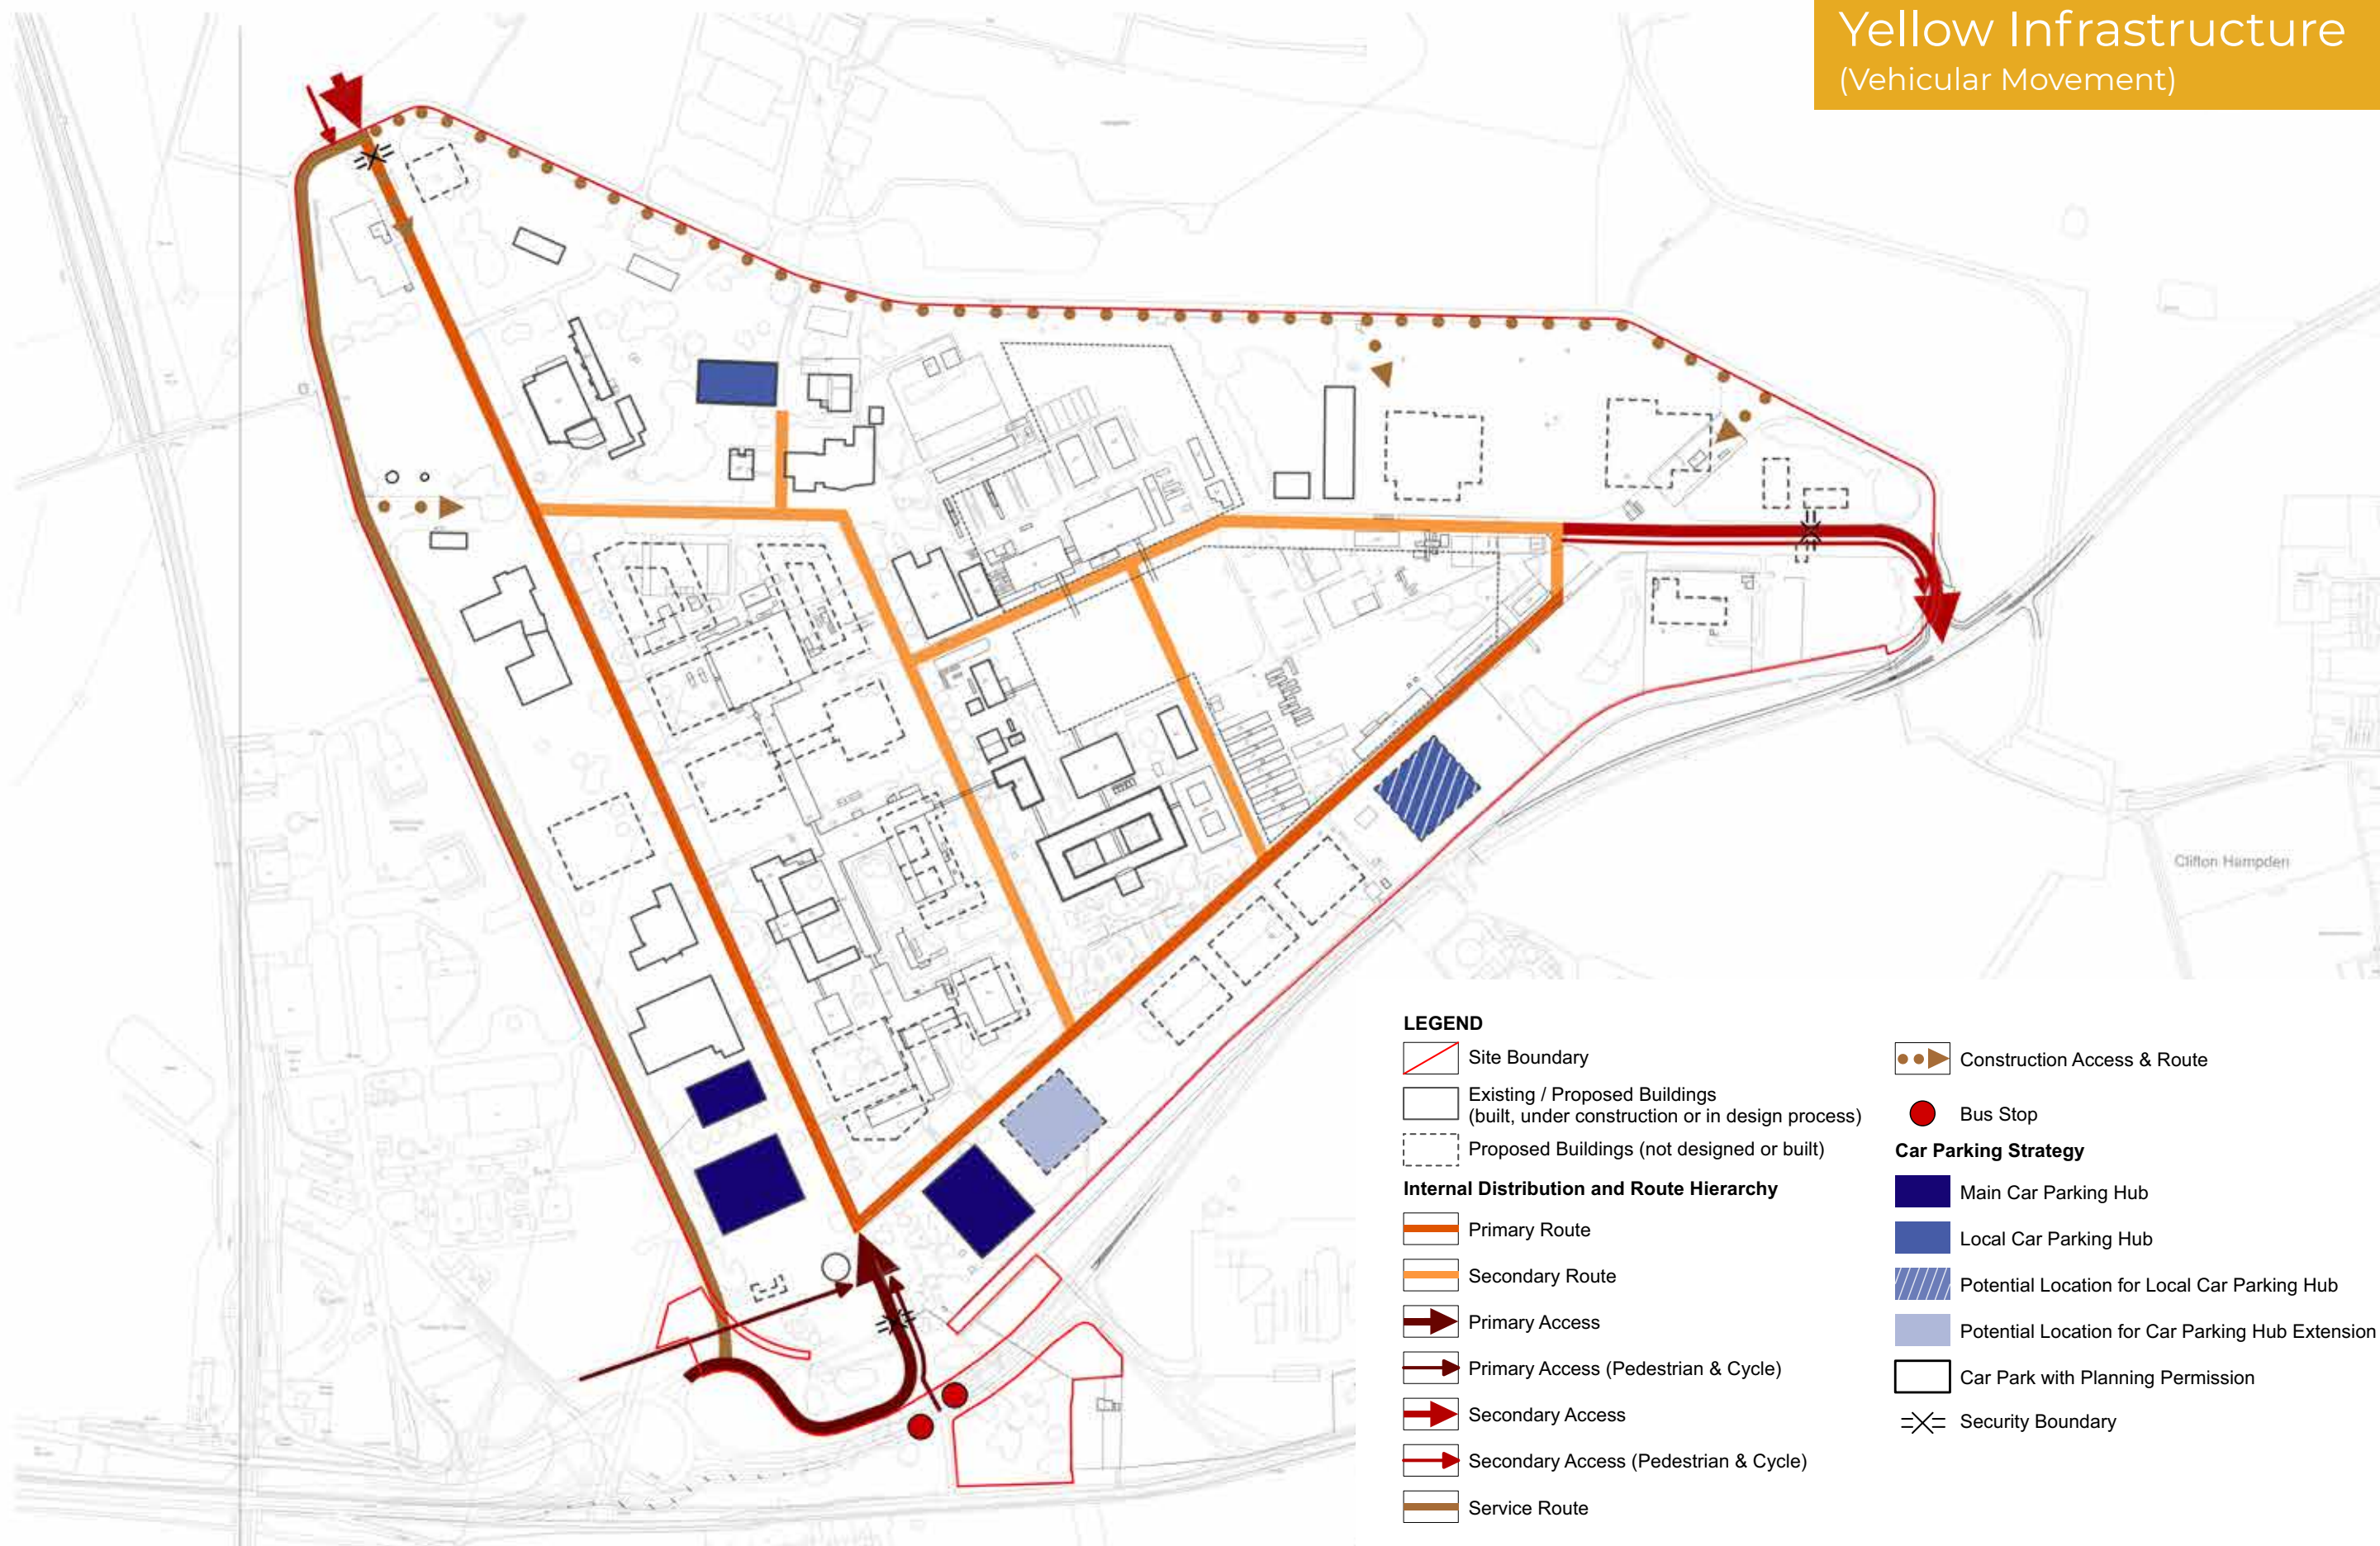 Yellow Infrastructure
(Vehicular Movement)
Clifton Hampden
LEGEND
Site Boundary
Existing / Proposed Buildings
(built, under construction or in design process)
Proposed Buildings (not designed or built)
Internal Distribution and Route Hierarchy
Primary Route
Secondary Route
Primary Access
Primary Access (Pedestrian & Cycle)
Secondary Access
Secondary Access (Pedestrian & Cycle)
Service Route
Construction Access & Route
Bus Stop
Car Parking Strategy
Main Car Parking Hub
Local Car Parking Hub
Potential Location for Local Car Parking Hub
Potential Location for Car Parking Hub Extension
Car Park with Planning Permission
Security Boundary